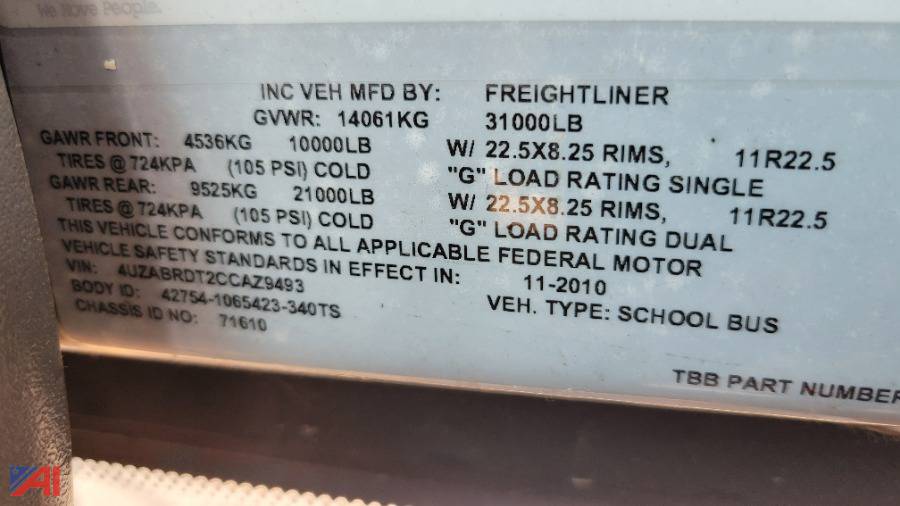 We Move People.
INC VEH MFD BY: FREIGHTLINER
GVWR: 14061KG 31000LB
GAWR FRONT: 4536KG 10000LB W/ 22.5X8.25 RIMS, 11R22.5
TIRES @ 724KPA (105 PSI) COLD "G" LOAD RATING SINGLE
GAWR REAR: 9525KG 21000LB W/ 22.5X8.25 RIMS, 11R22.5
TIRES @ 724KPA (105 PSI) COLD "G" LOAD RATING DUAL
THIS VEHICLE CONFORMS TO ALL APPLICABLE FEDERAL MOTOR
VEHICLE SAFETY STANDARDS IN EFFECT IN: 11-2010
VIN: 4UZABRDT2CCAZ9493
BODY ID: 42754-1065423-340TS VEH. TYPE: SCHOOL BUS
CHASSIS ID NO: 71610
TBB PART NUMBER
AI